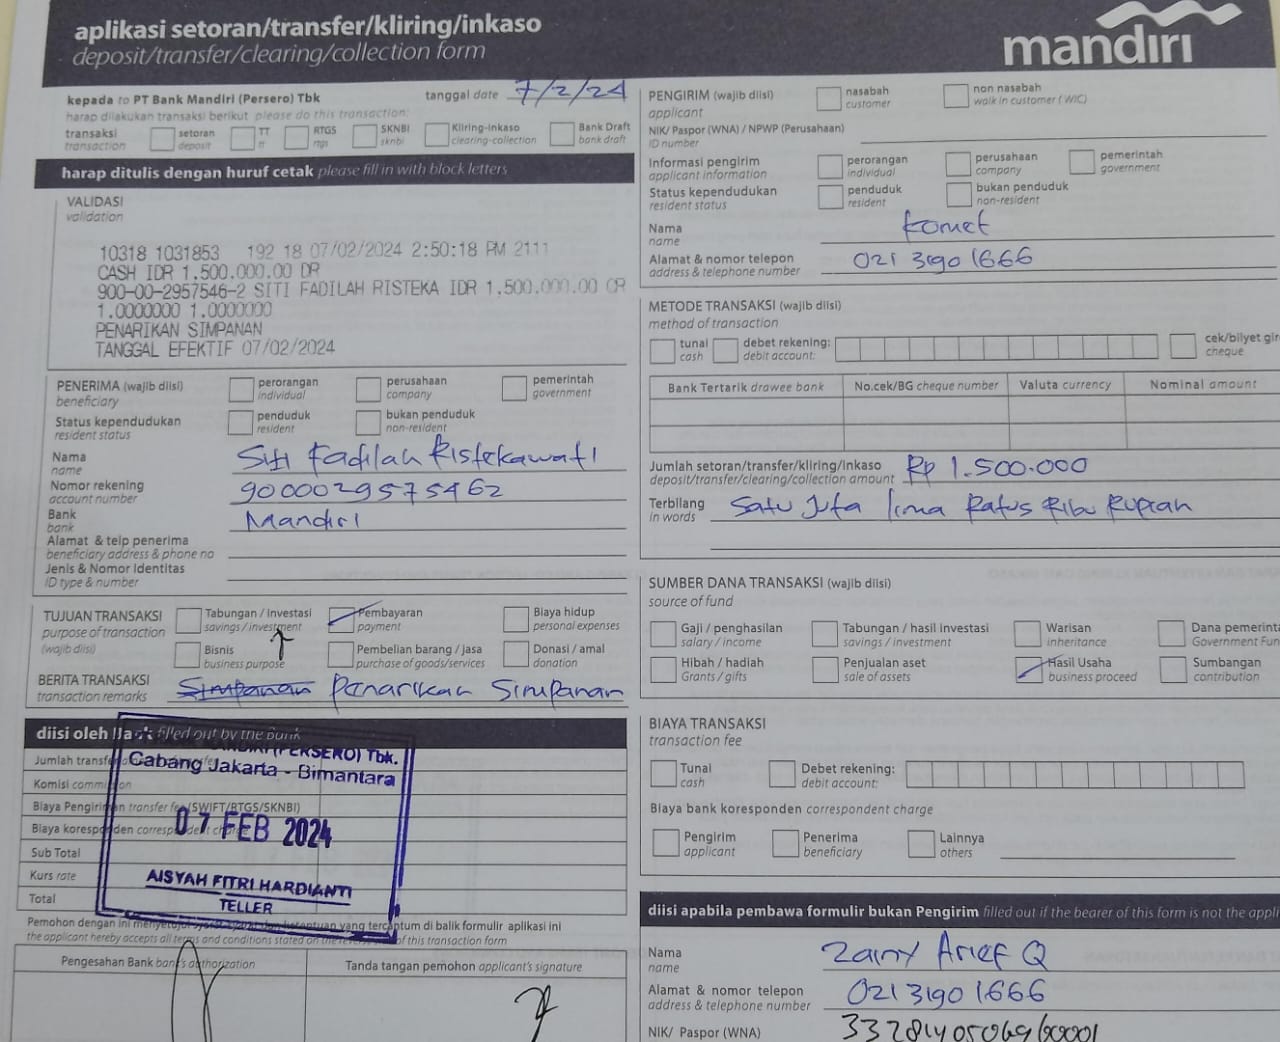 aplikasi setoran/transfer/kliring/inkaso
deposit/transfer/clearing/collection form
mandiri
kepada to PT Bank Mandiri (Persero) Tbk
tanggal date 7/2/24
harap dilakukan transaksi berikut please do this transaction:
transaksi transaction
setoran deposit
TT tt
RTGS rtgs
SKNBI sknbi
Kliring-inkaso clearing-collection
Bank Draft bank draft
harap ditulis dengan huruf cetak please fill in with block letters
VALIDASI
validation
10318 1031853 192 18 07/02/2024 2:50:18 PM 2111
CASH IDR 1.500.000.00 DR
900-00-2957546-2 SITI FADILAH RISTEKA IDR 1.500.000.00 CR
1.0000000 1.0000000
PENARIKAN SIMPANAN
TANGGAL EFEKTIF 07/02/2024
PENERIMA (wajib diisi)
beneficiary
perorangan individual
perusahaan company
pemerintah government
Status kependudukan
resident status
penduduk resident
bukan penduduk non-resident
Nama name Siti Fadilah Ristekawati
Nomor rekening account number 9000029575462
Bank bank Mandiri
Alamat & telp penerima
beneficiary address & phone no
Jenis & Nomor Identitas
ID type & number
TUJUAN TRANSAKSI
purpose of transaction
(wajib diisi)
Tabungan / Investasi savings / investment
Pembayaran payment
Biaya hidup personal expenses
Bisnis business purpose
Pembelian barang / jasa purchase of goods/services
Donasi / amal donation
BERITA TRANSAKSI
transaction remarks
Simpanan Penarikan Simpanan
diisi oleh Bank filled out by the Bank
Jumlah transfer
Komisi commission
Biaya Pengiriman transfer fee (SWIFT/RTGS/SKNBI)
Biaya koresponden correspondent charge
Sub Total
Kurs rate
Total
MANDIRI (PERSERO) Tbk.
Cabang Jakarta - Bimantara
07 FEB 2024
AISYAH FITRI HARDIANTI
TELLER
Pemohon dengan ini menyetujui yang tercantum di balik formulir aplikasi ini
the applicant hereby accepts all terms and conditions stated on the of this transaction form
Pengesahan Bank bank's authorization
Tanda tangan pemohon applicant's signature
PENGIRIM (wajib diisi)
applicant
nasabah customer
non nasabah walk in customer (WIC)
NIK/ Paspor (WNA) / NPWP (Perusahaan)
ID number
Informasi pengirim
applicant information
perorangan individual
perusahaan company
pemerintah government
Status kependudukan
resident status
penduduk resident
bukan penduduk non-resident
Nama name Komet
Alamat & nomor telepon address & telephone number 021 3190 1666
METODE TRANSAKSI (wajib diisi)
method of transaction
tunai cash
debet rekening: debit account:
cek/bilyet gir cheque
Bank Tertarik drawee bank
No.cek/BG cheque number
Valuta currency
Nominal amount
Jumlah setoran/transfer/kliring/inkaso
deposit/transfer/clearing/collection amount Rp 1.500.000
Terbilang in words Satu Juta lima Ratus Ribu Rupiah
SUMBER DANA TRANSAKSI (wajib diisi)
source of fund
Gaji / penghasilan salary / income
Tabungan / hasil investasi savings / investment
Warisan inheritance
Dana pemerinta Government Fun
Hibah / hadiah Grants / gifts
Penjualan aset sale of assets
Hasil Usaha business proceed
Sumbangan contribution
BIAYA TRANSAKSI
transaction fee
Tunai cash
Debet rekening: debit account:
Biaya bank koresponden correspondent charge
Pengirim applicant
Penerima beneficiary
Lainnya others
diisi apabila pembawa formulir bukan Pengirim filled out if the bearer of this form is not the appli
Nama name Zainy Arief Q
Alamat & nomor telepon address & telephone number 021 3190 1666
NIK/ Paspor (WNA)